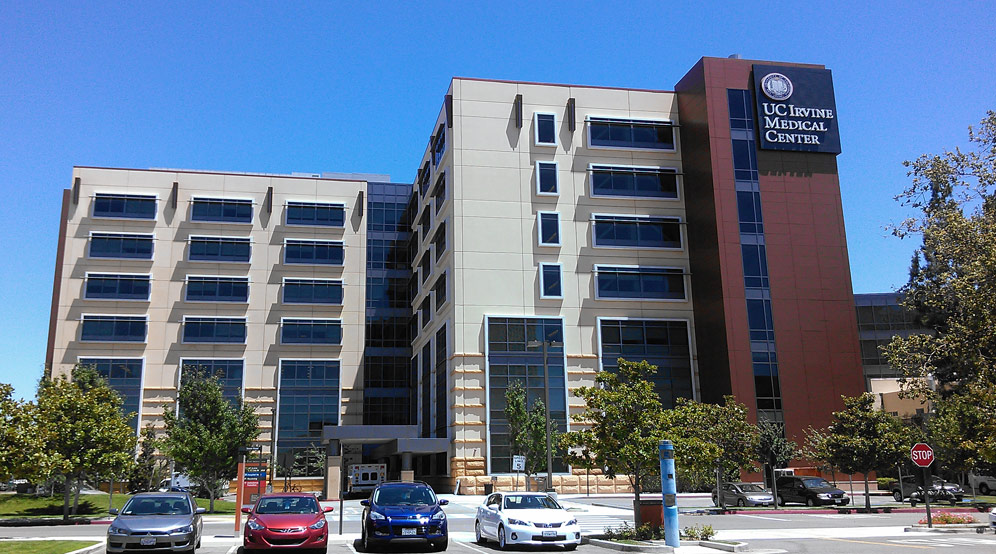 UC IRVINE
MEDICAL
CENTER
STOP